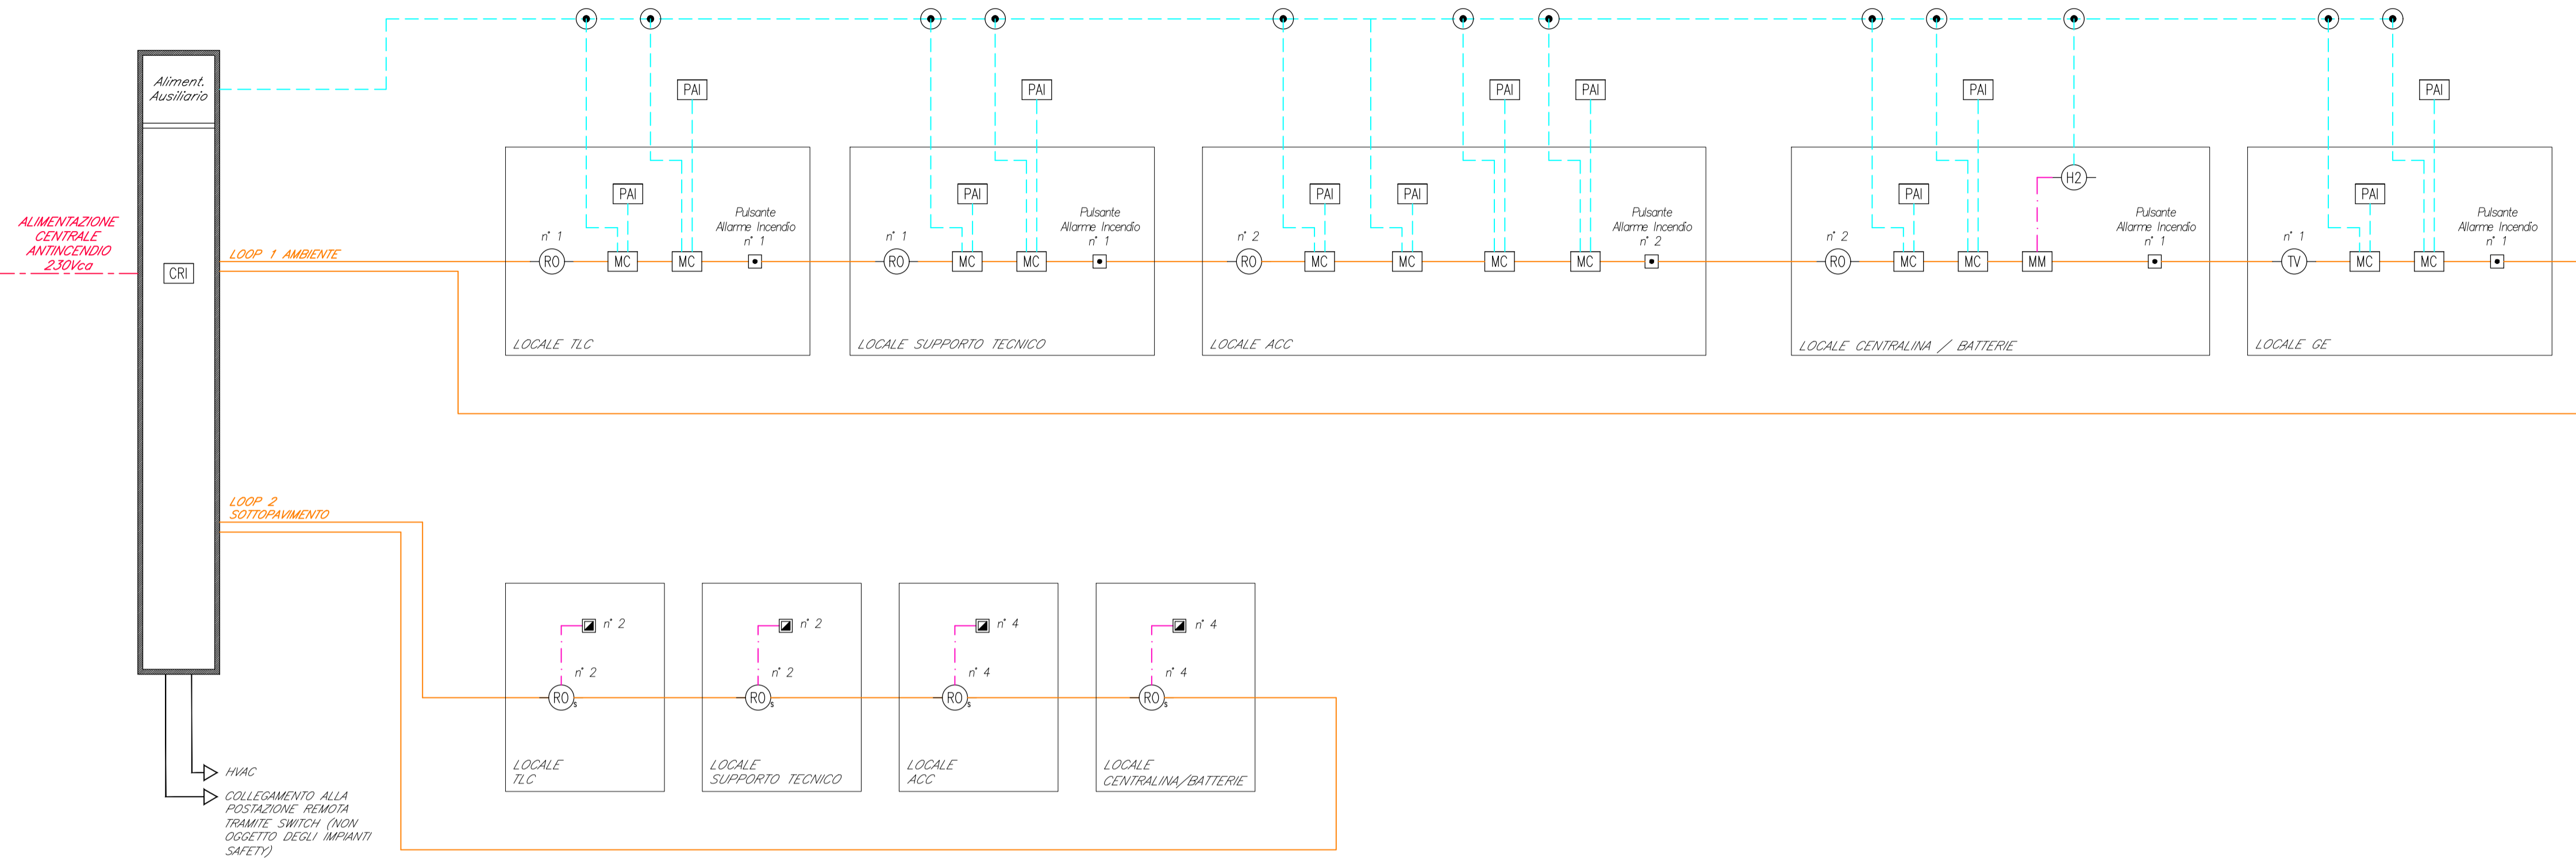 Aliment.
Ausiliario
ALIMENTAZIONE
CENTRALE
ANTINCENDIO
230Vca
CRI
LOOP 1 AMBIENTE
LOOP 2
SOTTOPAVIMENTO
HVAC
COLLEGAMENTO ALLA
POSTAZIONE REMOTA
TRAMITE SWITCH (NON
OGGETTO DEGLI IMPIANTI
SAFETY)
PAI
PAI
Pulsante
Allarme Incendio
n° 1
n° 1
RO
MC
MC
LOCALE TLC
PAI
PAI
Pulsante
Allarme Incendio
n° 1
n° 1
RO
MC
MC
LOCALE SUPPORTO TECNICO
PAI
PAI
PAI
PAI
Pulsante
Allarme Incendio
n° 2
n° 2
RO
MC
MC
MC
MC
LOCALE ACC
PAI
H2
PAI
Pulsante
Allarme Incendio
n° 1
n° 2
RO
MC
MC
MM
LOCALE CENTRALINA / BATTERIE
PAI
PAI
Pulsante
Allarme Incendio
n° 1
n° 1
TV
MC
MC
LOCALE GE
n° 2
n° 2
RO
s
LOCALE
TLC
n° 2
n° 2
RO
s
LOCALE
SUPPORTO TECNICO
n° 4
n° 4
RO
s
LOCALE
ACC
n° 4
n° 4
RO
s
LOCALE
CENTRALINA/BATTERIE